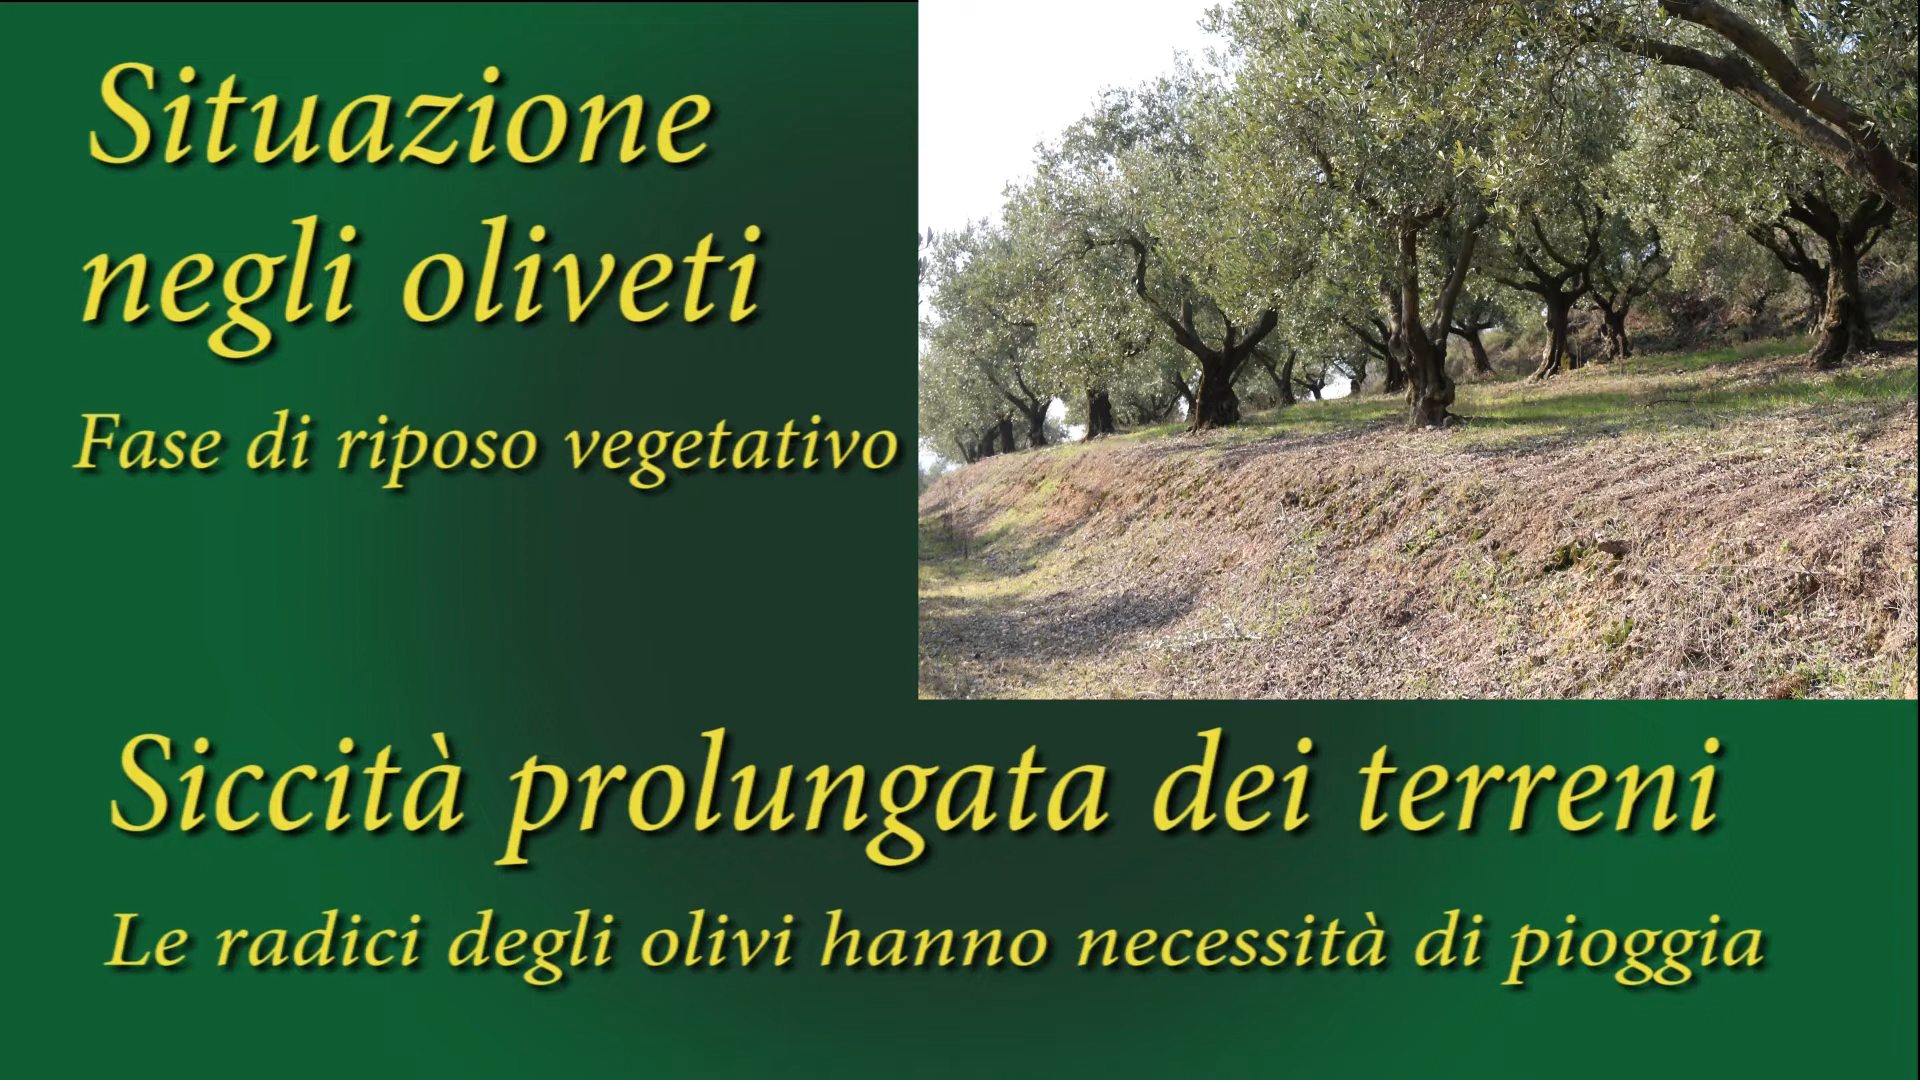 Situazione
negli oliveti
Fase di riposo vegetativo
Siccità prolungata dei terreni
Le radici degli olivi hanno necessità di pioggia